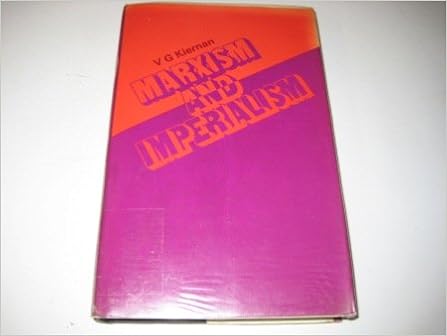 V G Kiernan
MARXISM
AND
IMPERIALISM